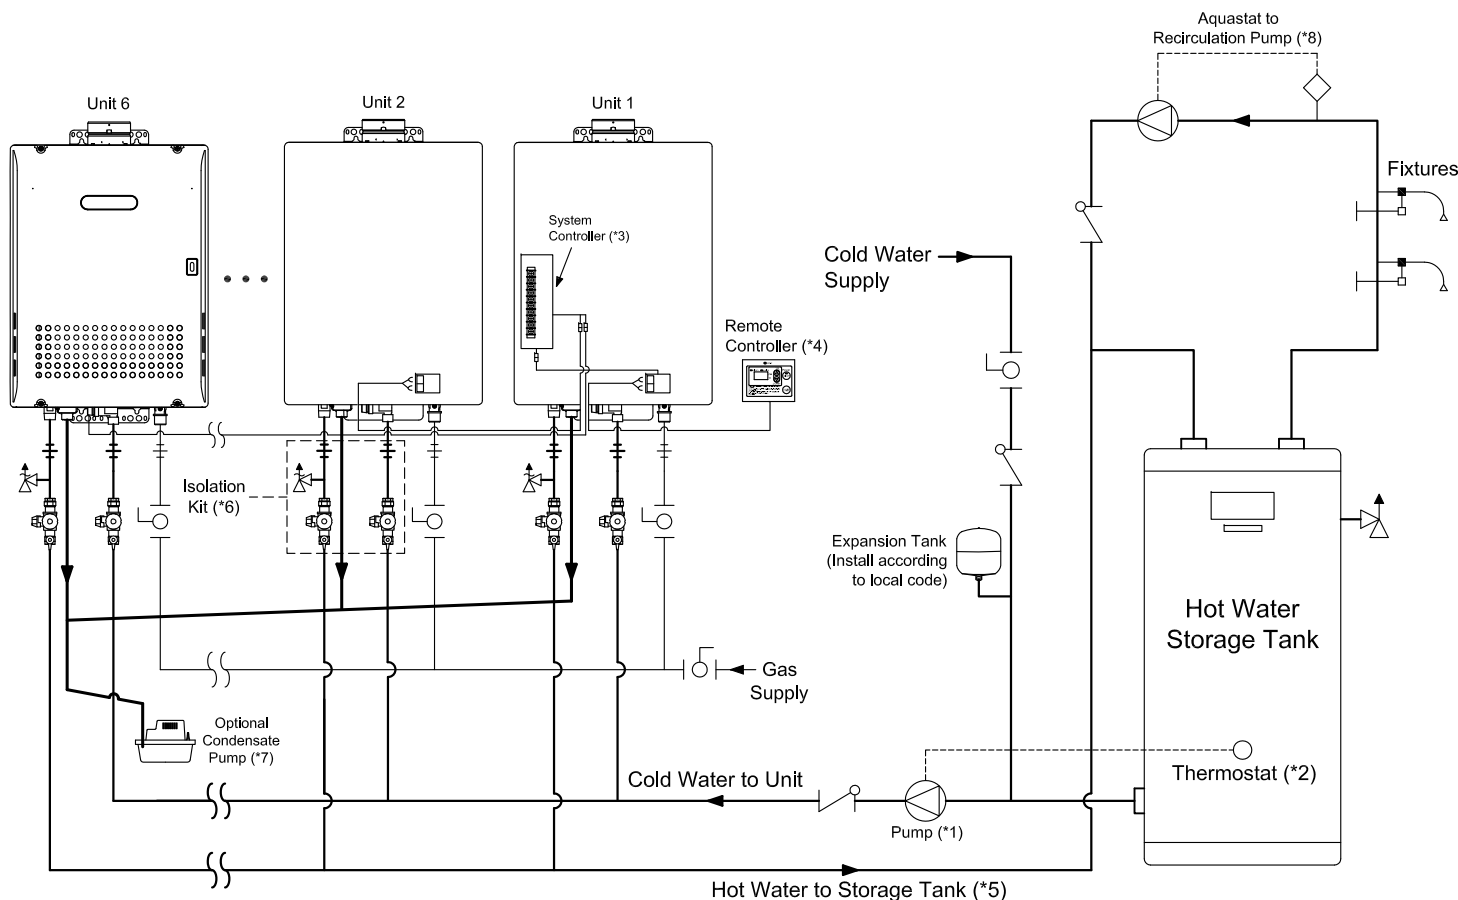 Aquastat to
Recirculation Pump (*8)
Unit 6
Unit 2
Unit 1
Fixtures
System
Controller (*3)
Cold Water
Supply
Remote
Controller (*4)
Isolation
Kit (*6)
Expansion Tank
(Install according
to local code)
Hot Water
Storage Tank
Gas
Supply
Optional
Condensate
Pump (*7)
Thermostat (*2)
Cold Water to Unit
Pump (*1)
Hot Water to Storage Tank (*5)